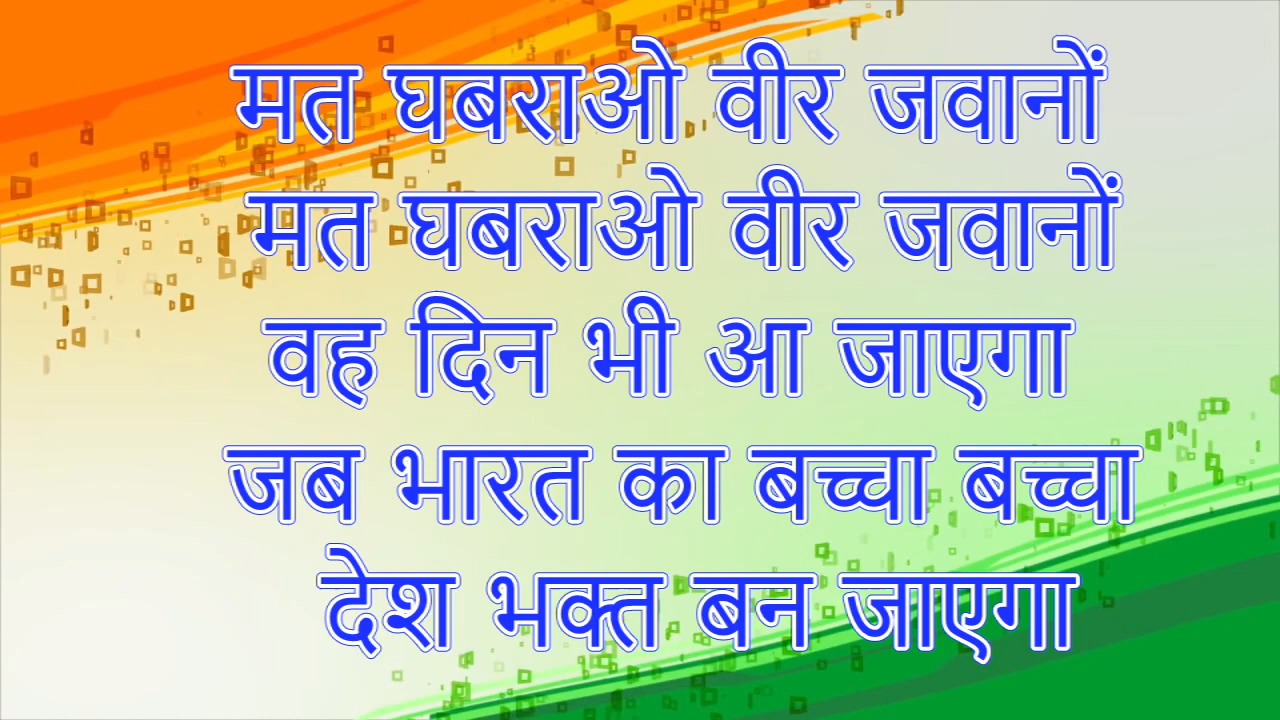 मत घबराओ वीर जवानों
मत घबराओ वीर जवानों
वह दिन भी आ जाएगा
जब भारत का बच्चा बच्चा
देश भक्त बन जाएगा